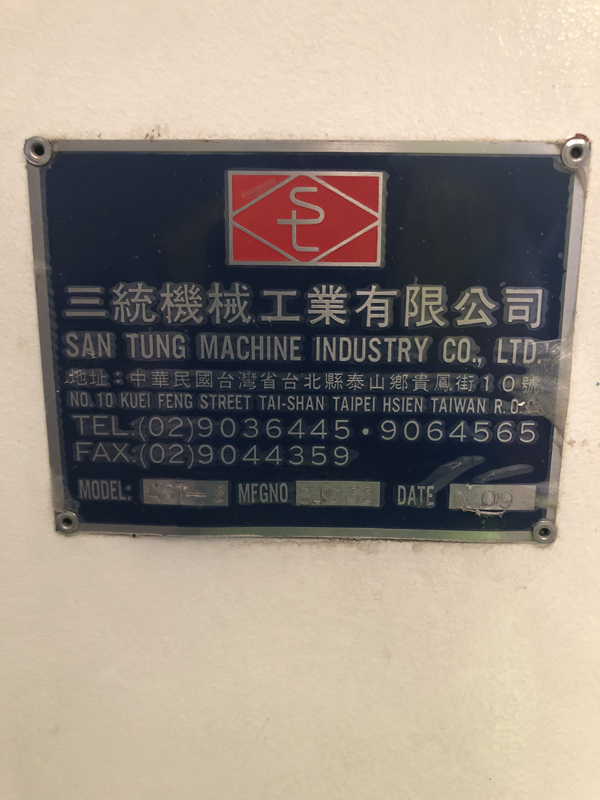 St
三統機械工業有限公司
SAN TUNG MACHINE INDUSTRY CO., LTD.
地址:中華民國台灣省台北縣泰山鄉貴鳳街10號
NO. 10 KUEI FENG STREET TAI-SHAN TAIPEI HSIEN TAIWAN R.O.C.
TEL:(02)9036445・9064565
FAX:(02)9044359
MODEL: MFGNO DATE